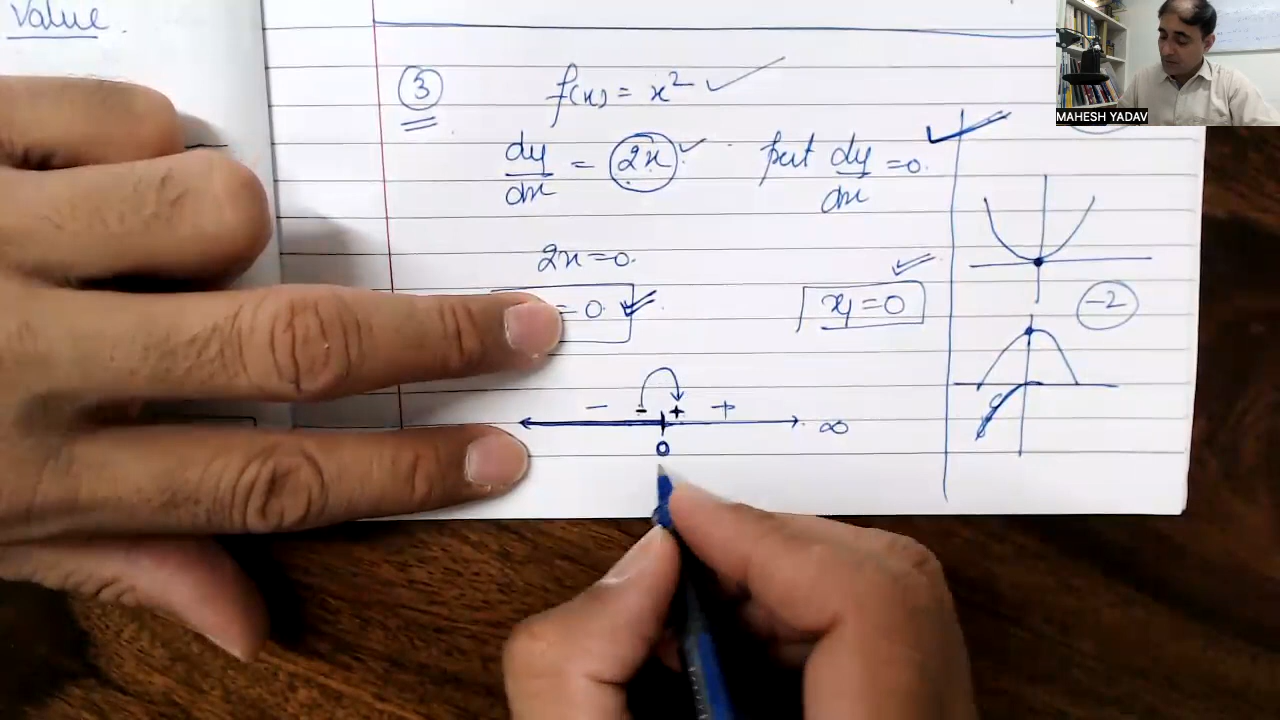 Value.
MAHESH YADAV
③ f(x) = x²
dy/dx = 2x put dy/dx = 0.
2x = 0.
= 0. x = 0
-2
− − + + ∞
0